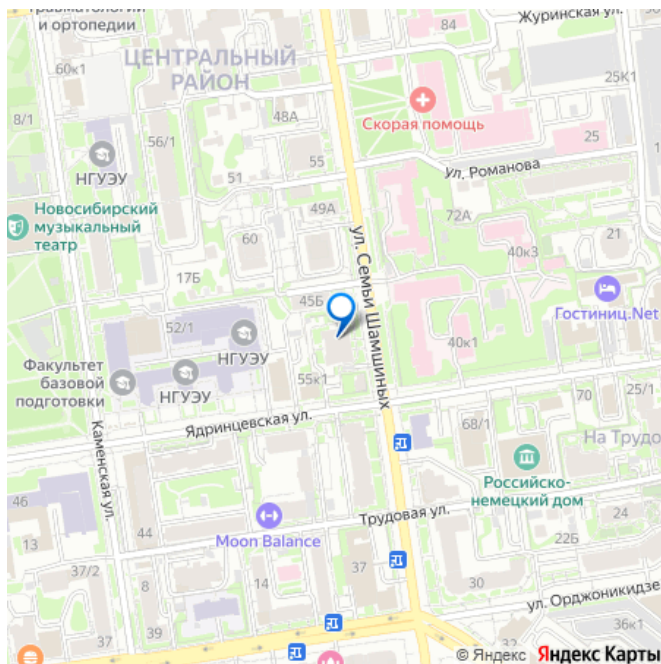 Травматологии
и ортопедии
84
Журинская ул.
60к1
ЦЕНТРАЛЬНЫЙ
РАЙОН
25К1
8/1
48А
Скорая помощь
56/1
25
НГУЭУ
55
ул. Романова
51
Новосибирский
музыкальный
театр
49А
72А
60
ул. Семьи Шамшиных
40к3
21
17Б
45Б
Гостиниц.Net
52/1
НГУЭУ
40к1
Факультет
базовой
подготовки
НГУЭУ
55к1
Ядринцевская ул.
70
25/1
68/1
На Трудо
Каменская ул.
Российско-
немецкий дом
46
44
Трудовая ул.
24
13
Moon Balance
22Б
37/2
8
14
37
30
ул. Орджоникидзе
37
39
36к1
32
© Яндекс
Яндекс Карты